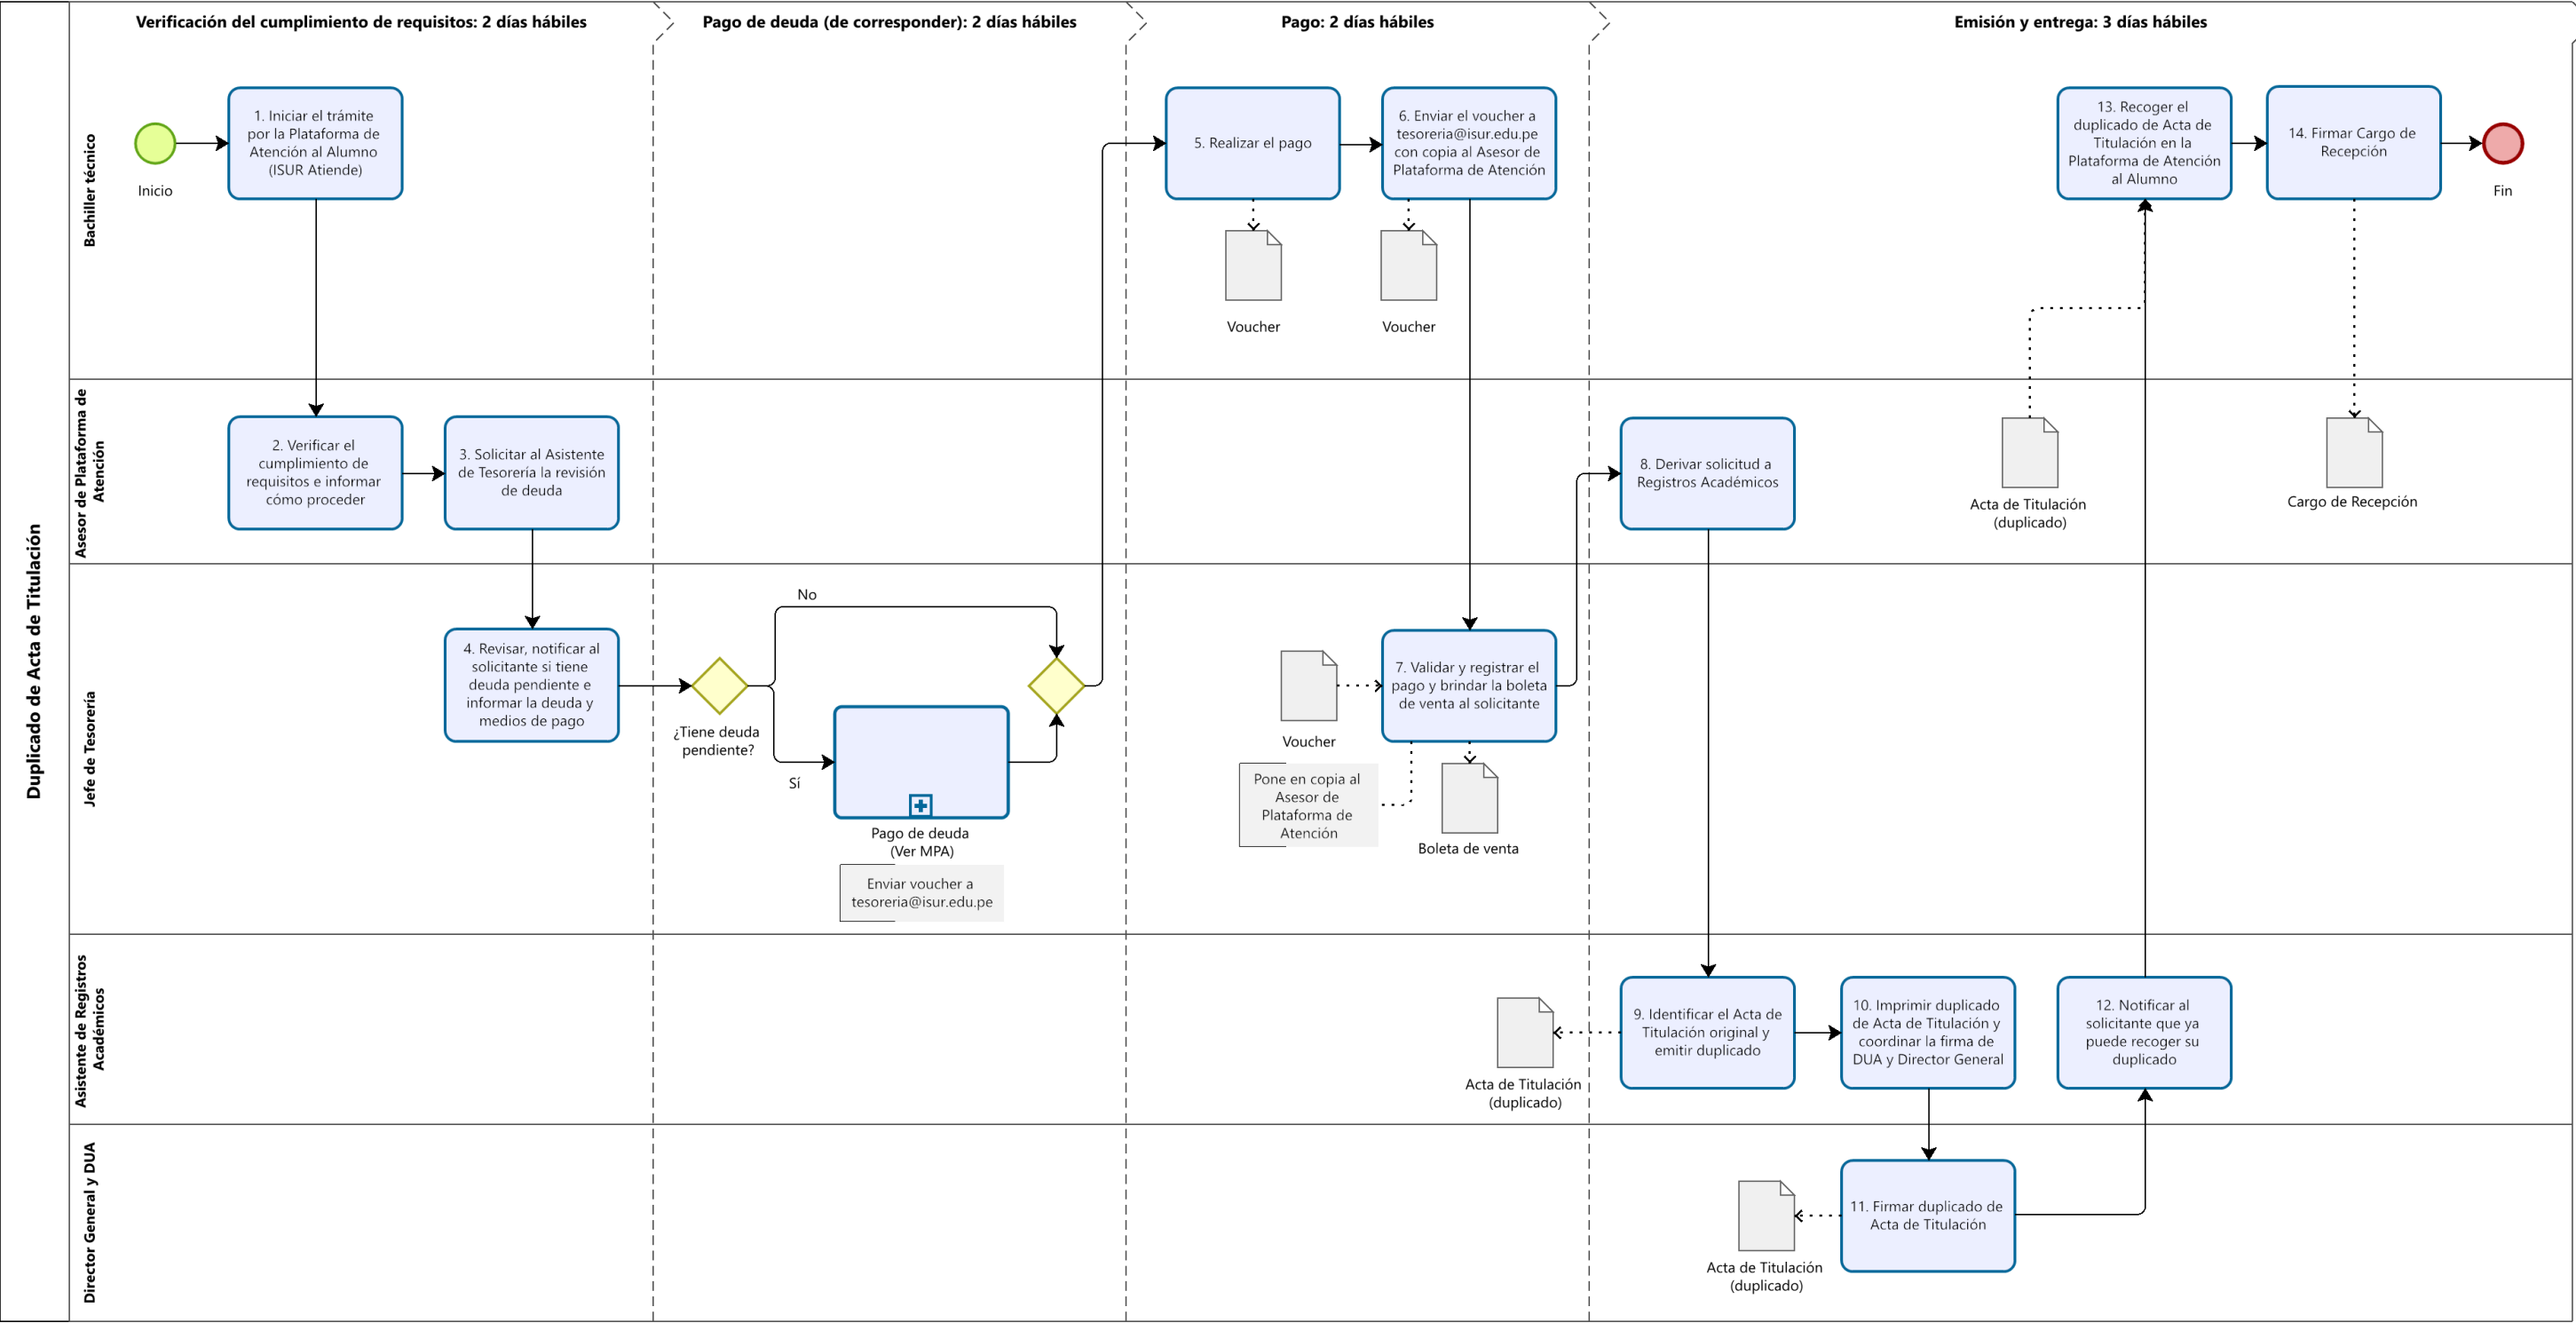 Duplicado de Acta de Titulación
Verificación del cumplimiento de requisitos: 2 días hábiles
Pago de deuda (de corresponder): 2 días hábiles
Pago: 2 días hábiles
Emisión y entrega: 3 días hábiles
Bachiller técnico
Inicio
1. Iniciar el trámite
por la Plataforma de
Atención al Alumno
(ISUR Atiende)
5. Realizar el pago
Voucher
6. Enviar el voucher a
tesoreria@isur.edu.pe
con copia al Asesor de
Plataforma de Atención
Voucher
13. Recoger el
duplicado de Acta de
Titulación en la
Plataforma de Atención
al Alumno
14. Firmar Cargo de
Recepción
Fin
Asesor de Plataforma de
Atención
2. Verificar el
cumplimiento de
requisitos e informar
cómo proceder
3. Solicitar al Asistente
de Tesorería la revisión
de deuda
8. Derivar solicitud a
Registros Académicos
Acta de Titulación
(duplicado)
Cargo de Recepción
Jefe de Tesorería
4. Revisar, notificar al
solicitante si tiene
deuda pendiente e
informar la deuda y
medios de pago
¿Tiene deuda
pendiente?
No
Sí
Pago de deuda
(Ver MPA)
Enviar voucher a
tesoreria@isur.edu.pe
Voucher
7. Validar y registrar el
pago y brindar la boleta
de venta al solicitante
Pone en copia al
Asesor de
Plataforma de
Atención
Boleta de venta
Asistente de Registros
Académicos
Acta de Titulación
(duplicado)
9. Identificar el Acta de
Titulación original y
emitir duplicado
10. Imprimir duplicado
de Acta de Titulación y
coordinar la firma de
DUA y Director General
12. Notificar al
solicitante que ya
puede recoger su
duplicado
Director General y DUA
Acta de Titulación
(duplicado)
11. Firmar duplicado de
Acta de Titulación